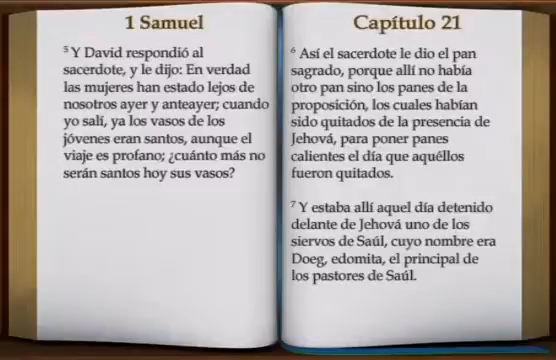 1 Samuel
⁵ Y David respondió al
sacerdote, y le dijo: En verdad
las mujeres han estado lejos de
nosotros ayer y anteayer; cuando
yo salí, ya los vasos de los
jóvenes eran santos, aunque el
viaje es profano; ¿cuánto más no
serán santos hoy sus vasos?
Capítulo 21
⁶ Así el sacerdote le dio el pan
sagrado, porque allí no había
otro pan sino los panes de la
proposición, los cuales habían
sido quitados de la presencia de
Jehová, para poner panes
calientes el día que aquéllos
fueron quitados.
⁷ Y estaba allí aquel día detenido
delante de Jehová uno de los
siervos de Saúl, cuyo nombre era
Doeg, edomita, el principal de
los pastores de Saúl.